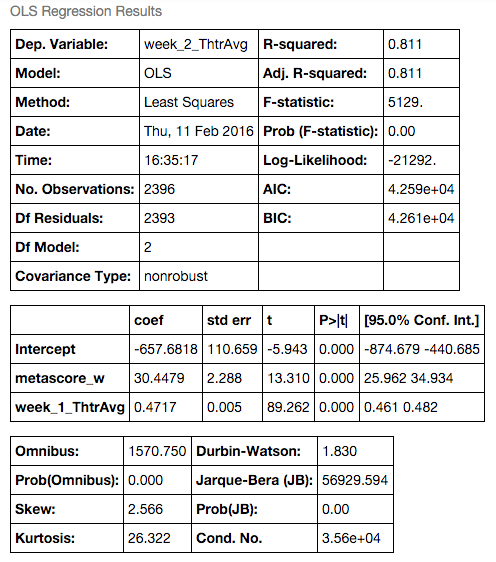 OLS Regression Results
Dep. Variable: week_2_ThtrAvg R-squared: 0.811
Model: OLS Adj. R-squared: 0.811
Method: Least Squares F-statistic: 5129.
Date: Thu, 11 Feb 2016 Prob (F-statistic): 0.00
Time: 16:35:17 Log-Likelihood: -21292.
No. Observations: 2396 AIC: 4.259e+04
Df Residuals: 2393 BIC: 4.261e+04
Df Model: 2
Covariance Type: nonrobust
coef std err t P>|t| [95.0% Conf. Int.]
Intercept -657.6818 110.659 -5.943 0.000 -874.679 -440.685
metascore_w 30.4479 2.288 13.310 0.000 25.962 34.934
week_1_ThtrAvg 0.4717 0.005 89.262 0.000 0.461 0.482
Omnibus: 1570.750 Durbin-Watson: 1.830
Prob(Omnibus): 0.000 Jarque-Bera (JB): 56929.594
Skew: 2.566 Prob(JB): 0.00
Kurtosis: 26.322 Cond. No. 3.56e+04